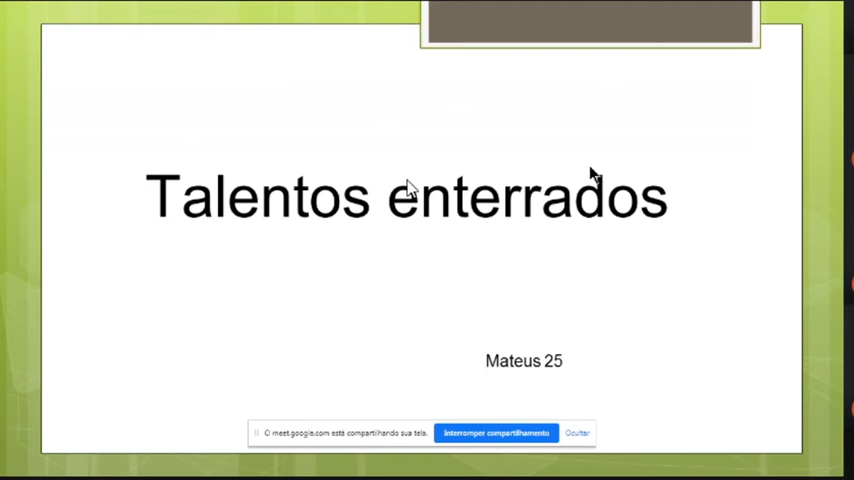 Talentos enterrados
Mateus 25
O meet.google.com está compartilhando sua tela. Interromper compartilhamento Ocultar